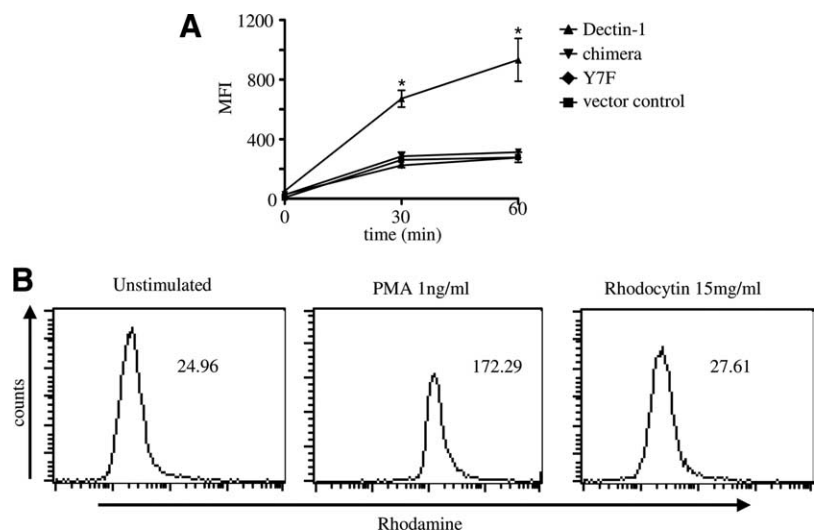 A
1200
800
400
0
MFI
*
*
0
30
60
time (min)
Dectin-1
chimera
Y7F
vector control
B
Unstimulated
PMA 1ng/ml
Rhodocytin 15mg/ml
24.96
172.29
27.61
counts
Rhodamine